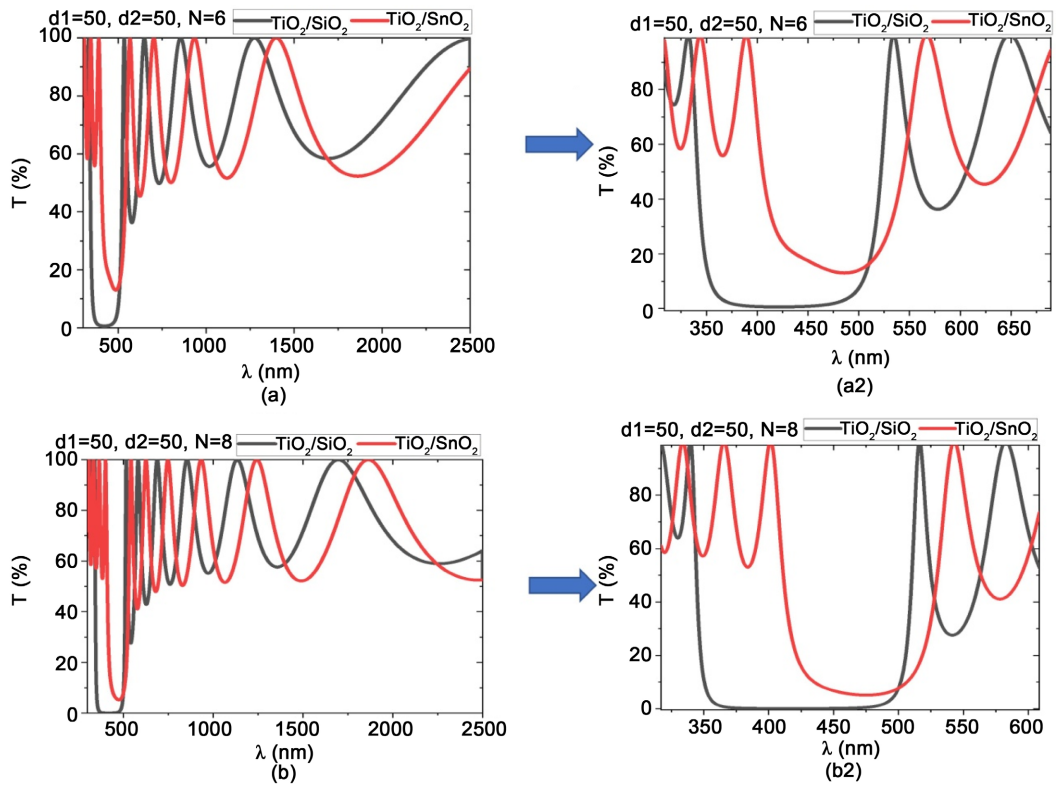 d1=50, d2=50, N=6 TiO2/SiO2 TiO2/SnO2
100
80
60
40
20
0
T (%)
500 1000 1500 2000 2500
λ (nm)
(a)
d1=50, d2=50, N=6 TiO2/SiO2 TiO2/SnO2
100
80
60
40
20
0
T (%)
350 400 450 500 550 600 650
λ (nm)
(a2)
d1=50, d2=50, N=8 TiO2/SiO2 TiO2/SnO2
100
80
60
40
20
0
T (%)
500 1000 1500 2000 2500
λ (nm)
(b)
d1=50, d2=50, N=8 TiO2/SiO2 TiO2/SnO2
100
80
60
40
20
0
T (%)
350 400 450 500 550 600
λ (nm)
(b2)